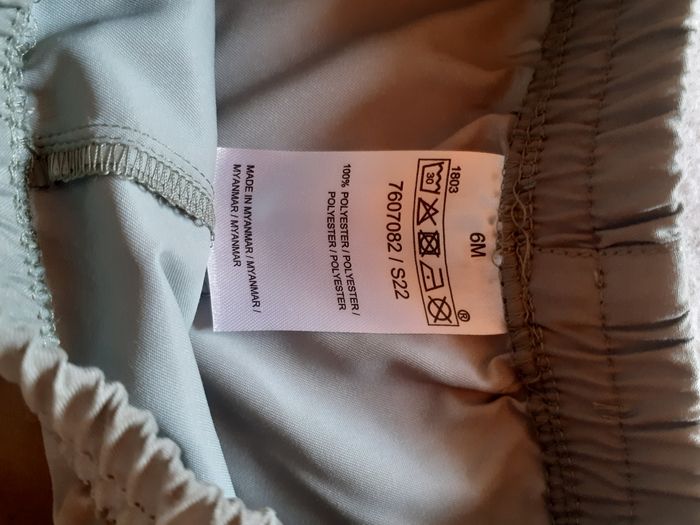 6M
1803
30
®
7607082 / S22
100% POLYESTER / POLYESTER /
POLYESTER / POLYESTER
MADE IN MYANMAR / MYANMAR /
MYANMAR / MYANMAR